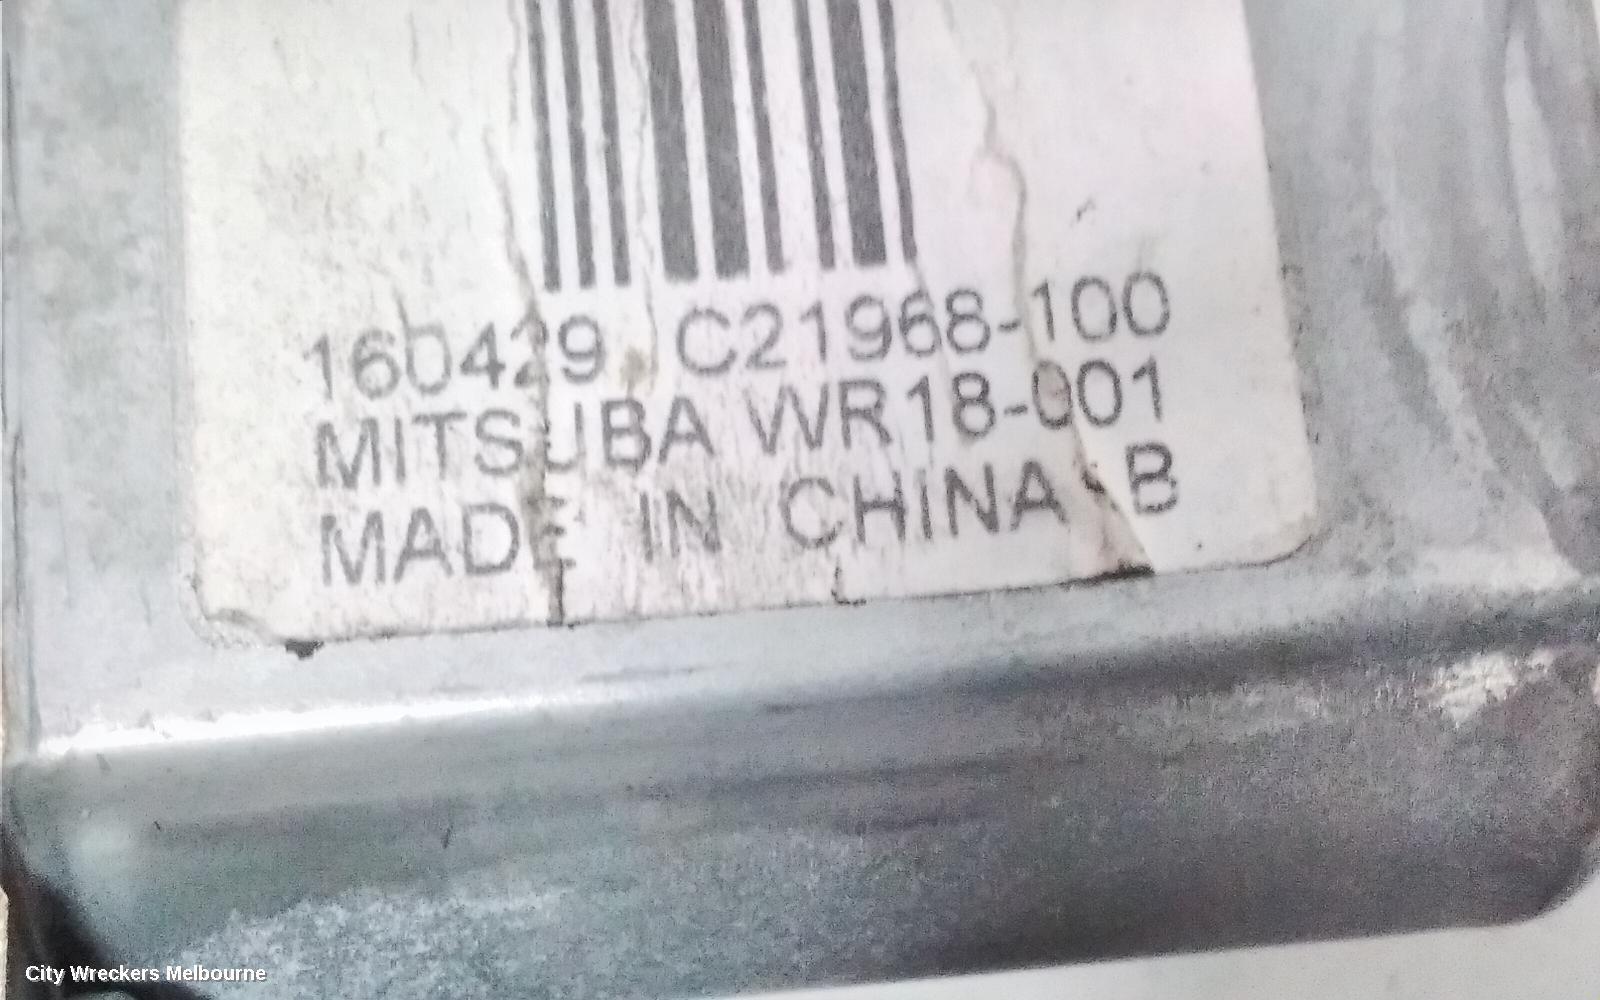 160429 C21968-100
MITSUBA WR18-001
MADE IN CHINA B
City Wreckers Melbourne